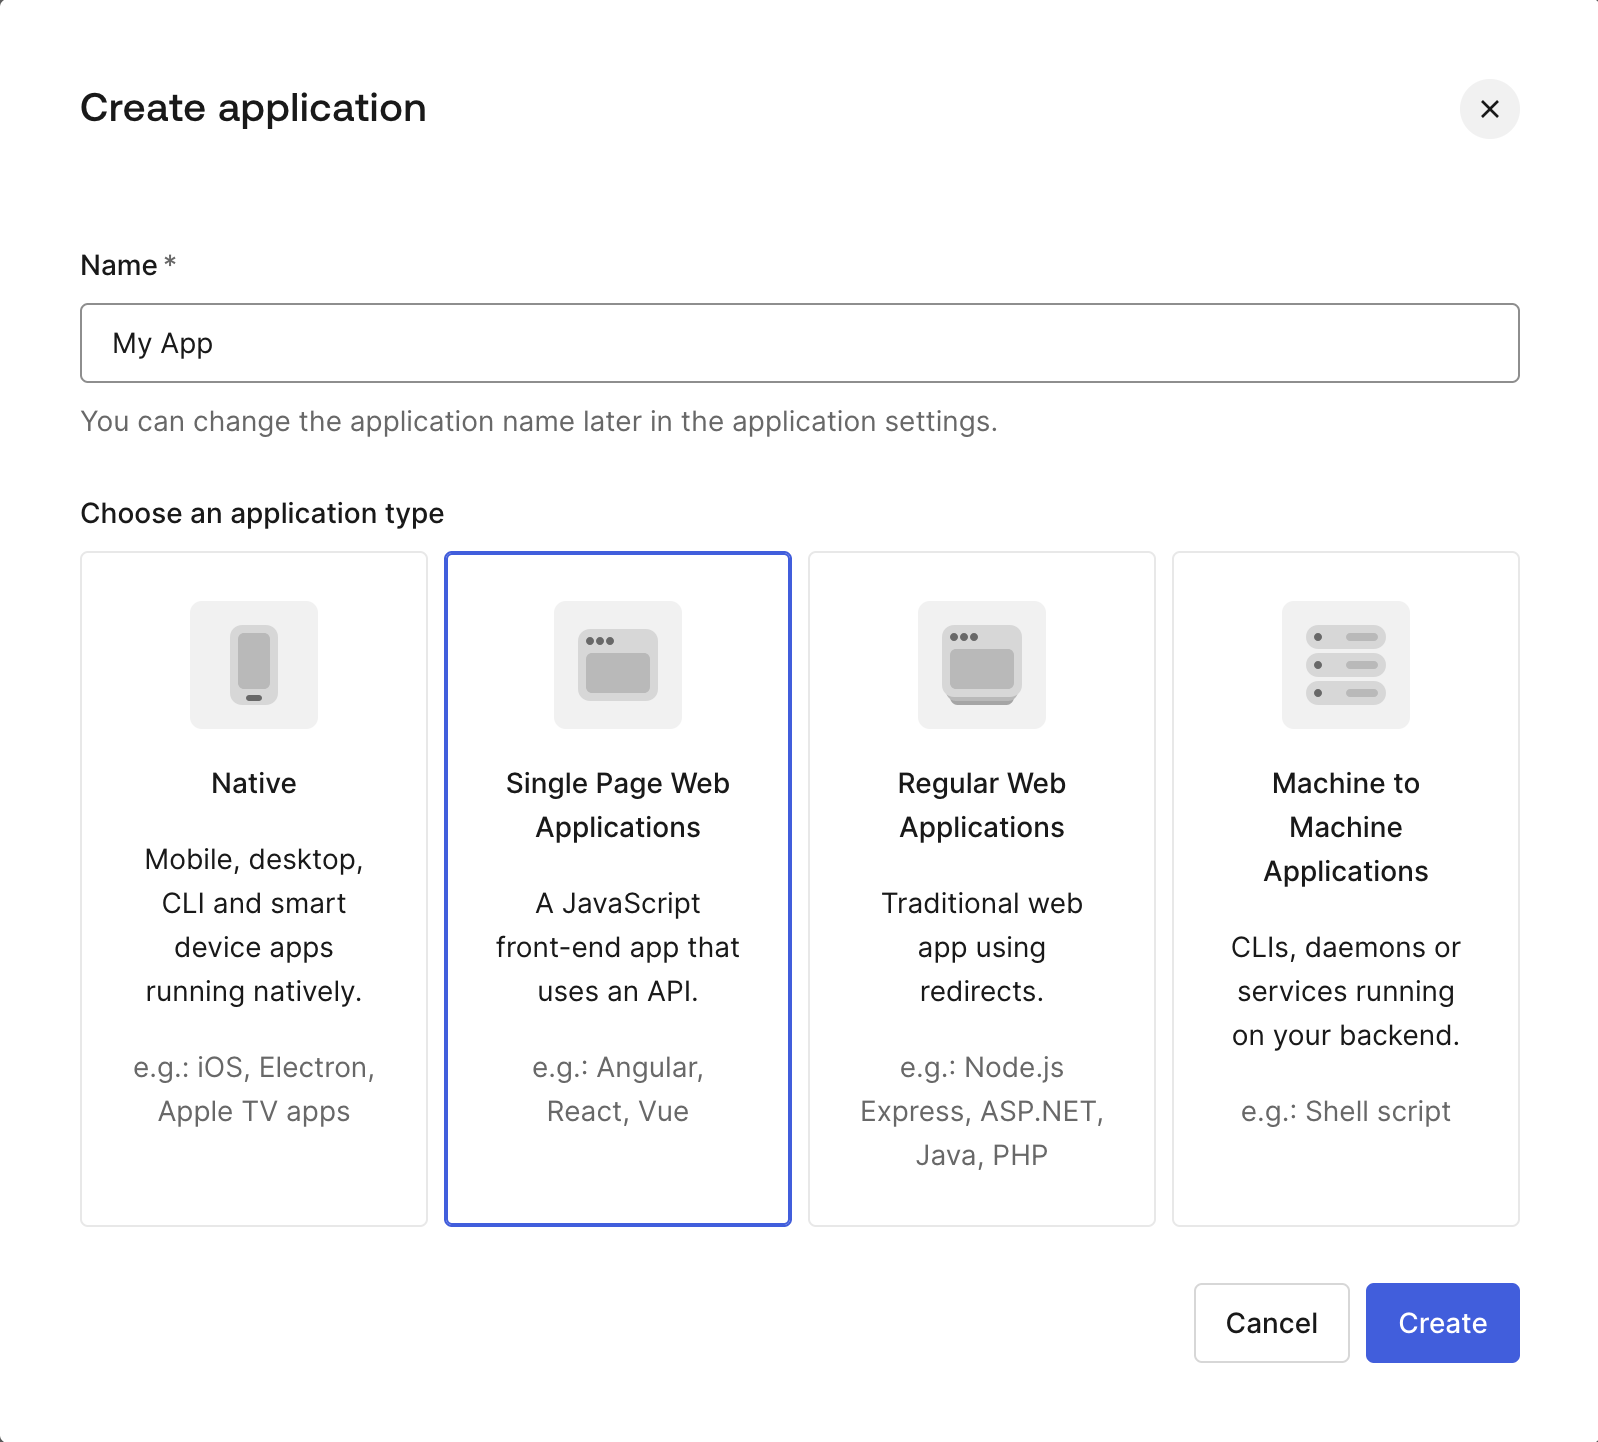 Create application
Name *
My App
You can change the application name later in the application settings.
Choose an application type
Native
Mobile, desktop,
CLI and smart
device apps
running natively.
e.g.: iOS, Electron,
Apple TV apps
Single Page Web
Applications
A JavaScript
front-end app that
uses an API.
e.g.: Angular,
React, Vue
Regular Web
Applications
Traditional web
app using
redirects.
e.g.: Node.js
Express, ASP.NET,
Java, PHP
Machine to
Machine
Applications
CLIs, daemons or
services running
on your backend.
e.g.: Shell script
Cancel
Create